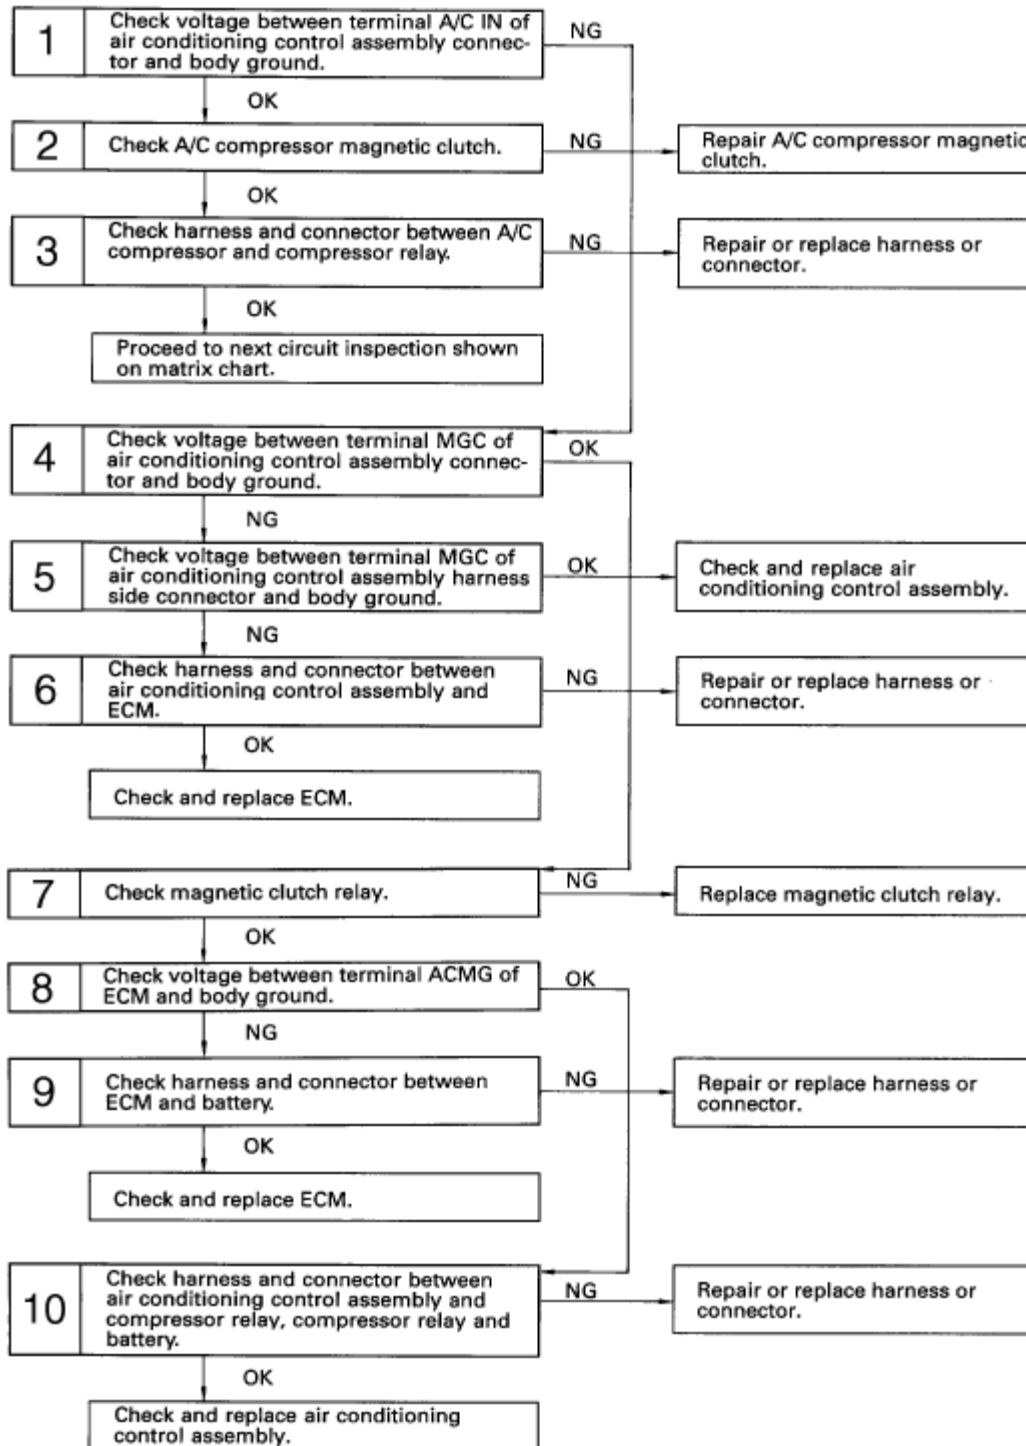 1
Check voltage between terminal A/C IN of
air conditioning control assembly connec-
tor and body ground.
NG
OK
2
Check A/C compressor magnetic clutch.
NG
Repair A/C compressor magnetic
clutch.
OK
3
Check harness and connector between A/C
compressor and compressor relay.
NG
Repair or replace harness or
connector.
OK
Proceed to next circuit inspection shown
on matrix chart.
4
Check voltage between terminal MGC of
air conditioning control assembly connec-
tor and body ground.
OK
NG
5
Check voltage between terminal MGC of
air conditioning control assembly harness
side connector and body ground.
OK
Check and replace air
conditioning control assembly.
NG
6
Check harness and connector between
air conditioning control assembly and
ECM.
NG
Repair or replace harness or
connector.
OK
Check and replace ECM.
7
Check magnetic clutch relay.
NG
Replace magnetic clutch relay.
OK
8
Check voltage between terminal ACMG of
ECM and body ground.
OK
NG
9
Check harness and connector between
ECM and battery.
NG
Repair or replace harness or
connector.
OK
Check and replace ECM.
10
Check harness and connector between
air conditioning control assembly and
compressor relay, compressor relay and
battery.
NG
Repair or replace harness or
connector.
OK
Check and replace air conditioning
control assembly.